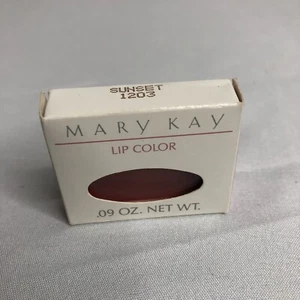 SUNSET
1203
MARY KAY
LIP COLOR
.09 OZ. NET WT.